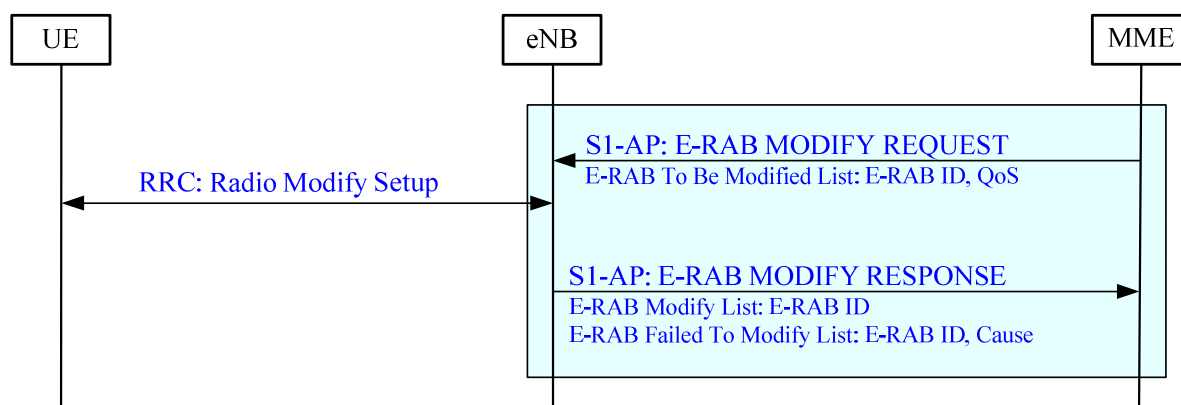 UE
eNB
MME
S1-AP: E-RAB MODIFY REQUEST
E-RAB To Be Modified List: E-RAB ID, QoS
RRC: Radio Modify Setup
S1-AP: E-RAB MODIFY RESPONSE
E-RAB Modify List: E-RAB ID
E-RAB Failed To Modify List: E-RAB ID, Cause